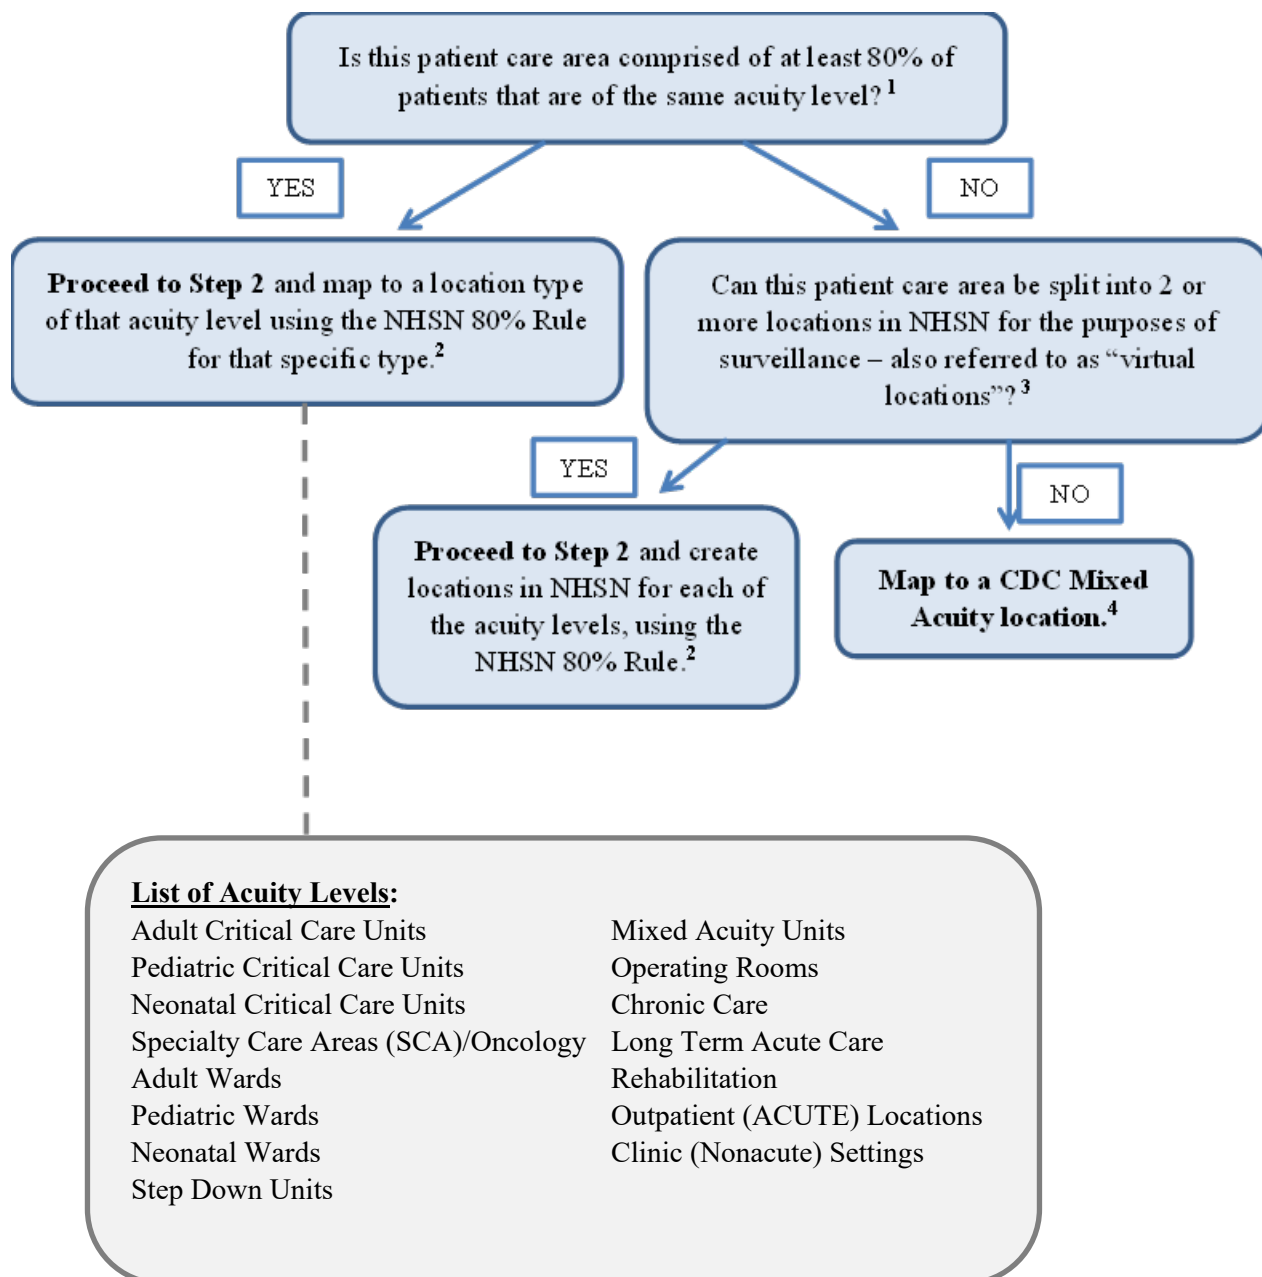 Is this patient care area comprised of at least 80% of
patients that are of the same acuity level? 1
YES
NO
Proceed to Step 2 and map to a location type
of that acuity level using the NHSN 80% Rule
for that specific type.2
Can this patient care area be split into 2 or
more locations in NHSN for the purposes of
surveillance – also referred to as “virtual
locations”? 3
YES
NO
Proceed to Step 2 and create
locations in NHSN for each of
the acuity levels, using the
NHSN 80% Rule.2
Map to a CDC Mixed
Acuity location.4
List of Acuity Levels:
Adult Critical Care Units
Pediatric Critical Care Units
Neonatal Critical Care Units
Specialty Care Areas (SCA)/Oncology
Adult Wards
Pediatric Wards
Neonatal Wards
Step Down Units
Mixed Acuity Units
Operating Rooms
Chronic Care
Long Term Acute Care
Rehabilitation
Outpatient (ACUTE) Locations
Clinic (Nonacute) Settings